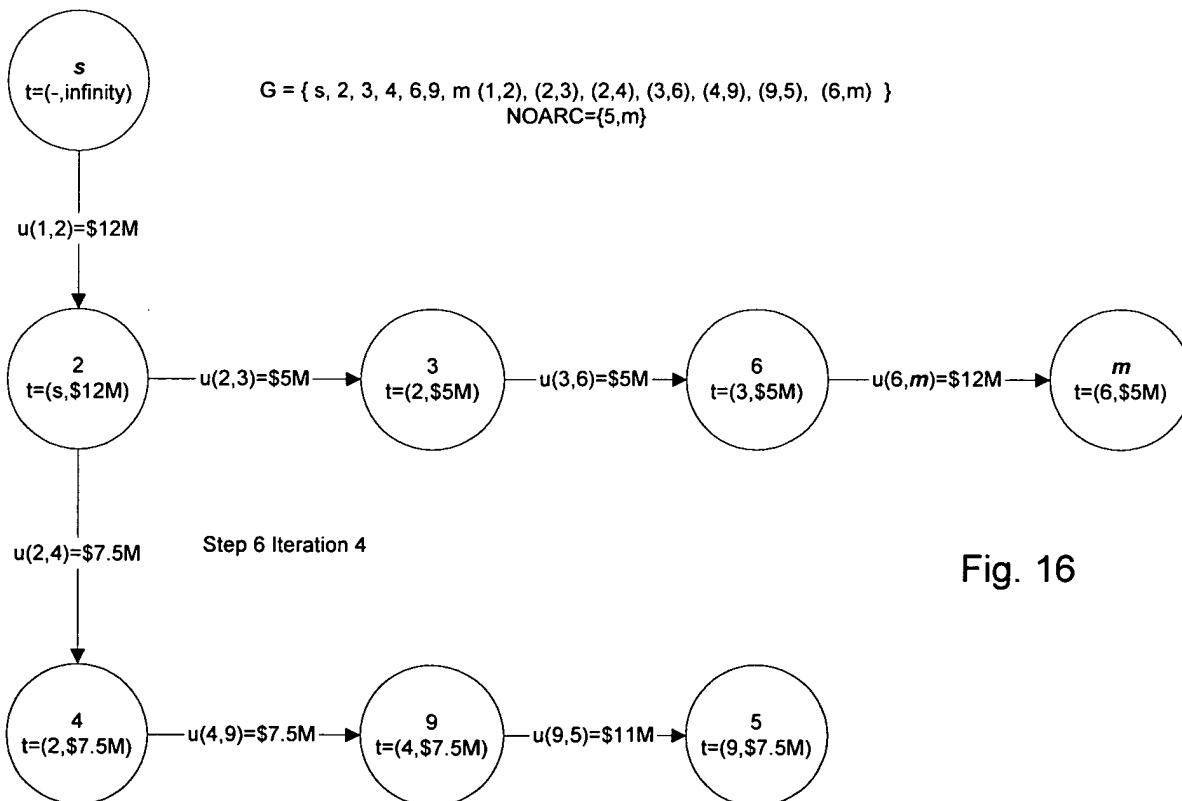 s
t=(-,infinity)
G = { s, 2, 3, 4, 6,9, m (1,2), (2,3), (2,4), (3,6), (4,9), (9,5), (6,m) }
NOARC={5,m}
u(1,2)=$12M
2
t=(s,$12M)
u(2,3)=$5M
3
t=(2,$5M)
u(3,6)=$5M
6
t=(3,$5M)
u(6,m)=$12M
m
t=(6,$5M)
u(2,4)=$7.5M
Step 6 Iteration 4
Fig. 16
4
t=(2,$7.5M)
u(4,9)=$7.5M
9
t=(4,$7.5M)
u(9,5)=$11M
5
t=(9,$7.5M)